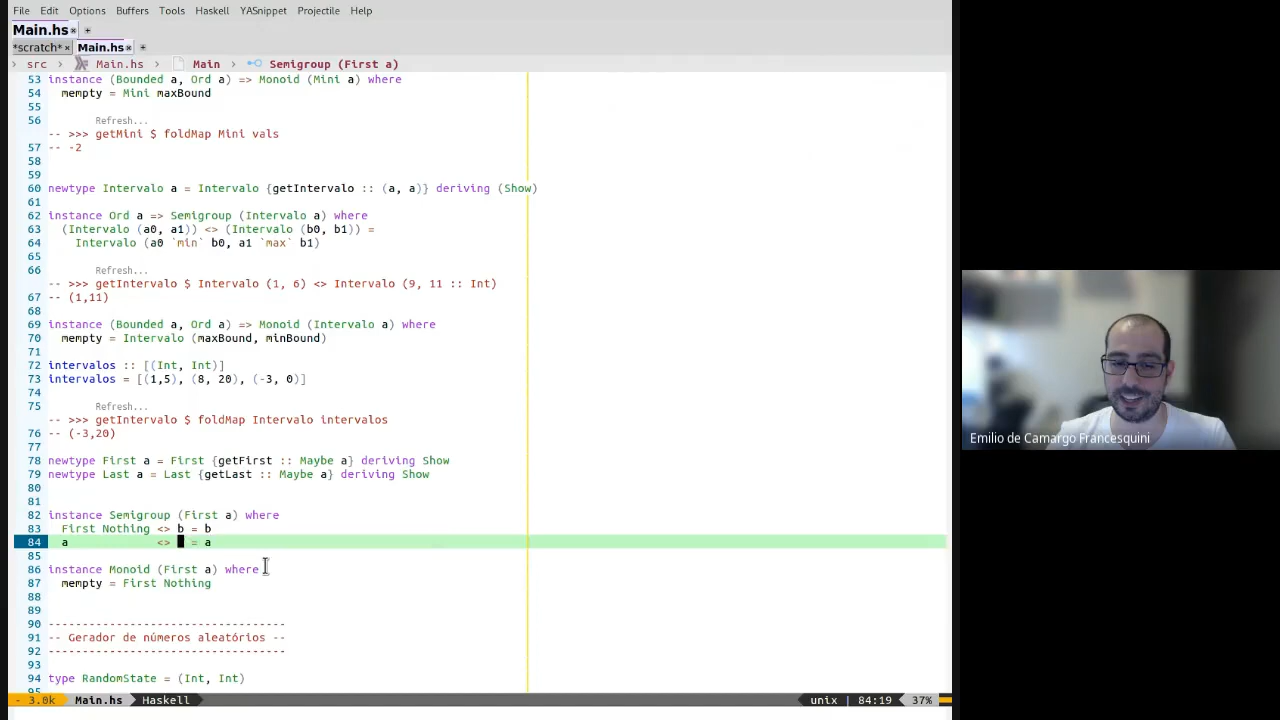 File Edit Options Buffers Tools Haskell YASnippet Projectile Help
Main.hs
*scratch* Main.hs
src > Main.hs > Main > Semigroup (First a)
53 instance (Bounded a, Ord a) => Monoid (Mini a) where
54 mempty = Mini maxBound
55
56 Refresh...
-- >>> getMini $ foldMap Mini vals
57 -- -2
58
59
60 newtype Intervalo a = Intervalo {getIntervalo :: (a, a)} deriving (Show)
61
62 instance Ord a => Semigroup (Intervalo a) where
63 (Intervalo (a0, a1)) <> (Intervalo (b0, b1)) =
64 Intervalo (a0 `min` b0, a1 `max` b1)
65
66 Refresh...
-- >>> getIntervalo $ Intervalo (1, 6) <> Intervalo (9, 11 :: Int)
67 -- (1,11)
68
69 instance (Bounded a, Ord a) => Monoid (Intervalo a) where
70 mempty = Intervalo (maxBound, minBound)
71
72 intervalos :: [(Int, Int)]
73 intervalos = [(1,5), (8, 20), (-3, 0)]
74
75 Refresh...
-- >>> getIntervalo $ foldMap Intervalo intervalos
76 -- (-3,20)
77
78 newtype First a = First {getFirst :: Maybe a} deriving Show
79 newtype Last a = Last {getLast :: Maybe a} deriving Show
80
81
82 instance Semigroup (First a) where
83 First Nothing <> b = b
84 a <> = a
85
86 instance Monoid (First a) where
87 mempty = First Nothing
88
89
90 ---------------------------------
91 -- Gerador de números aleatórios --
92 ---------------------------------
93
94 type RandomState = (Int, Int)
95
- 3.0k Main.hs Haskell unix | 84:19 37%
Emilio de Camargo Francesquini